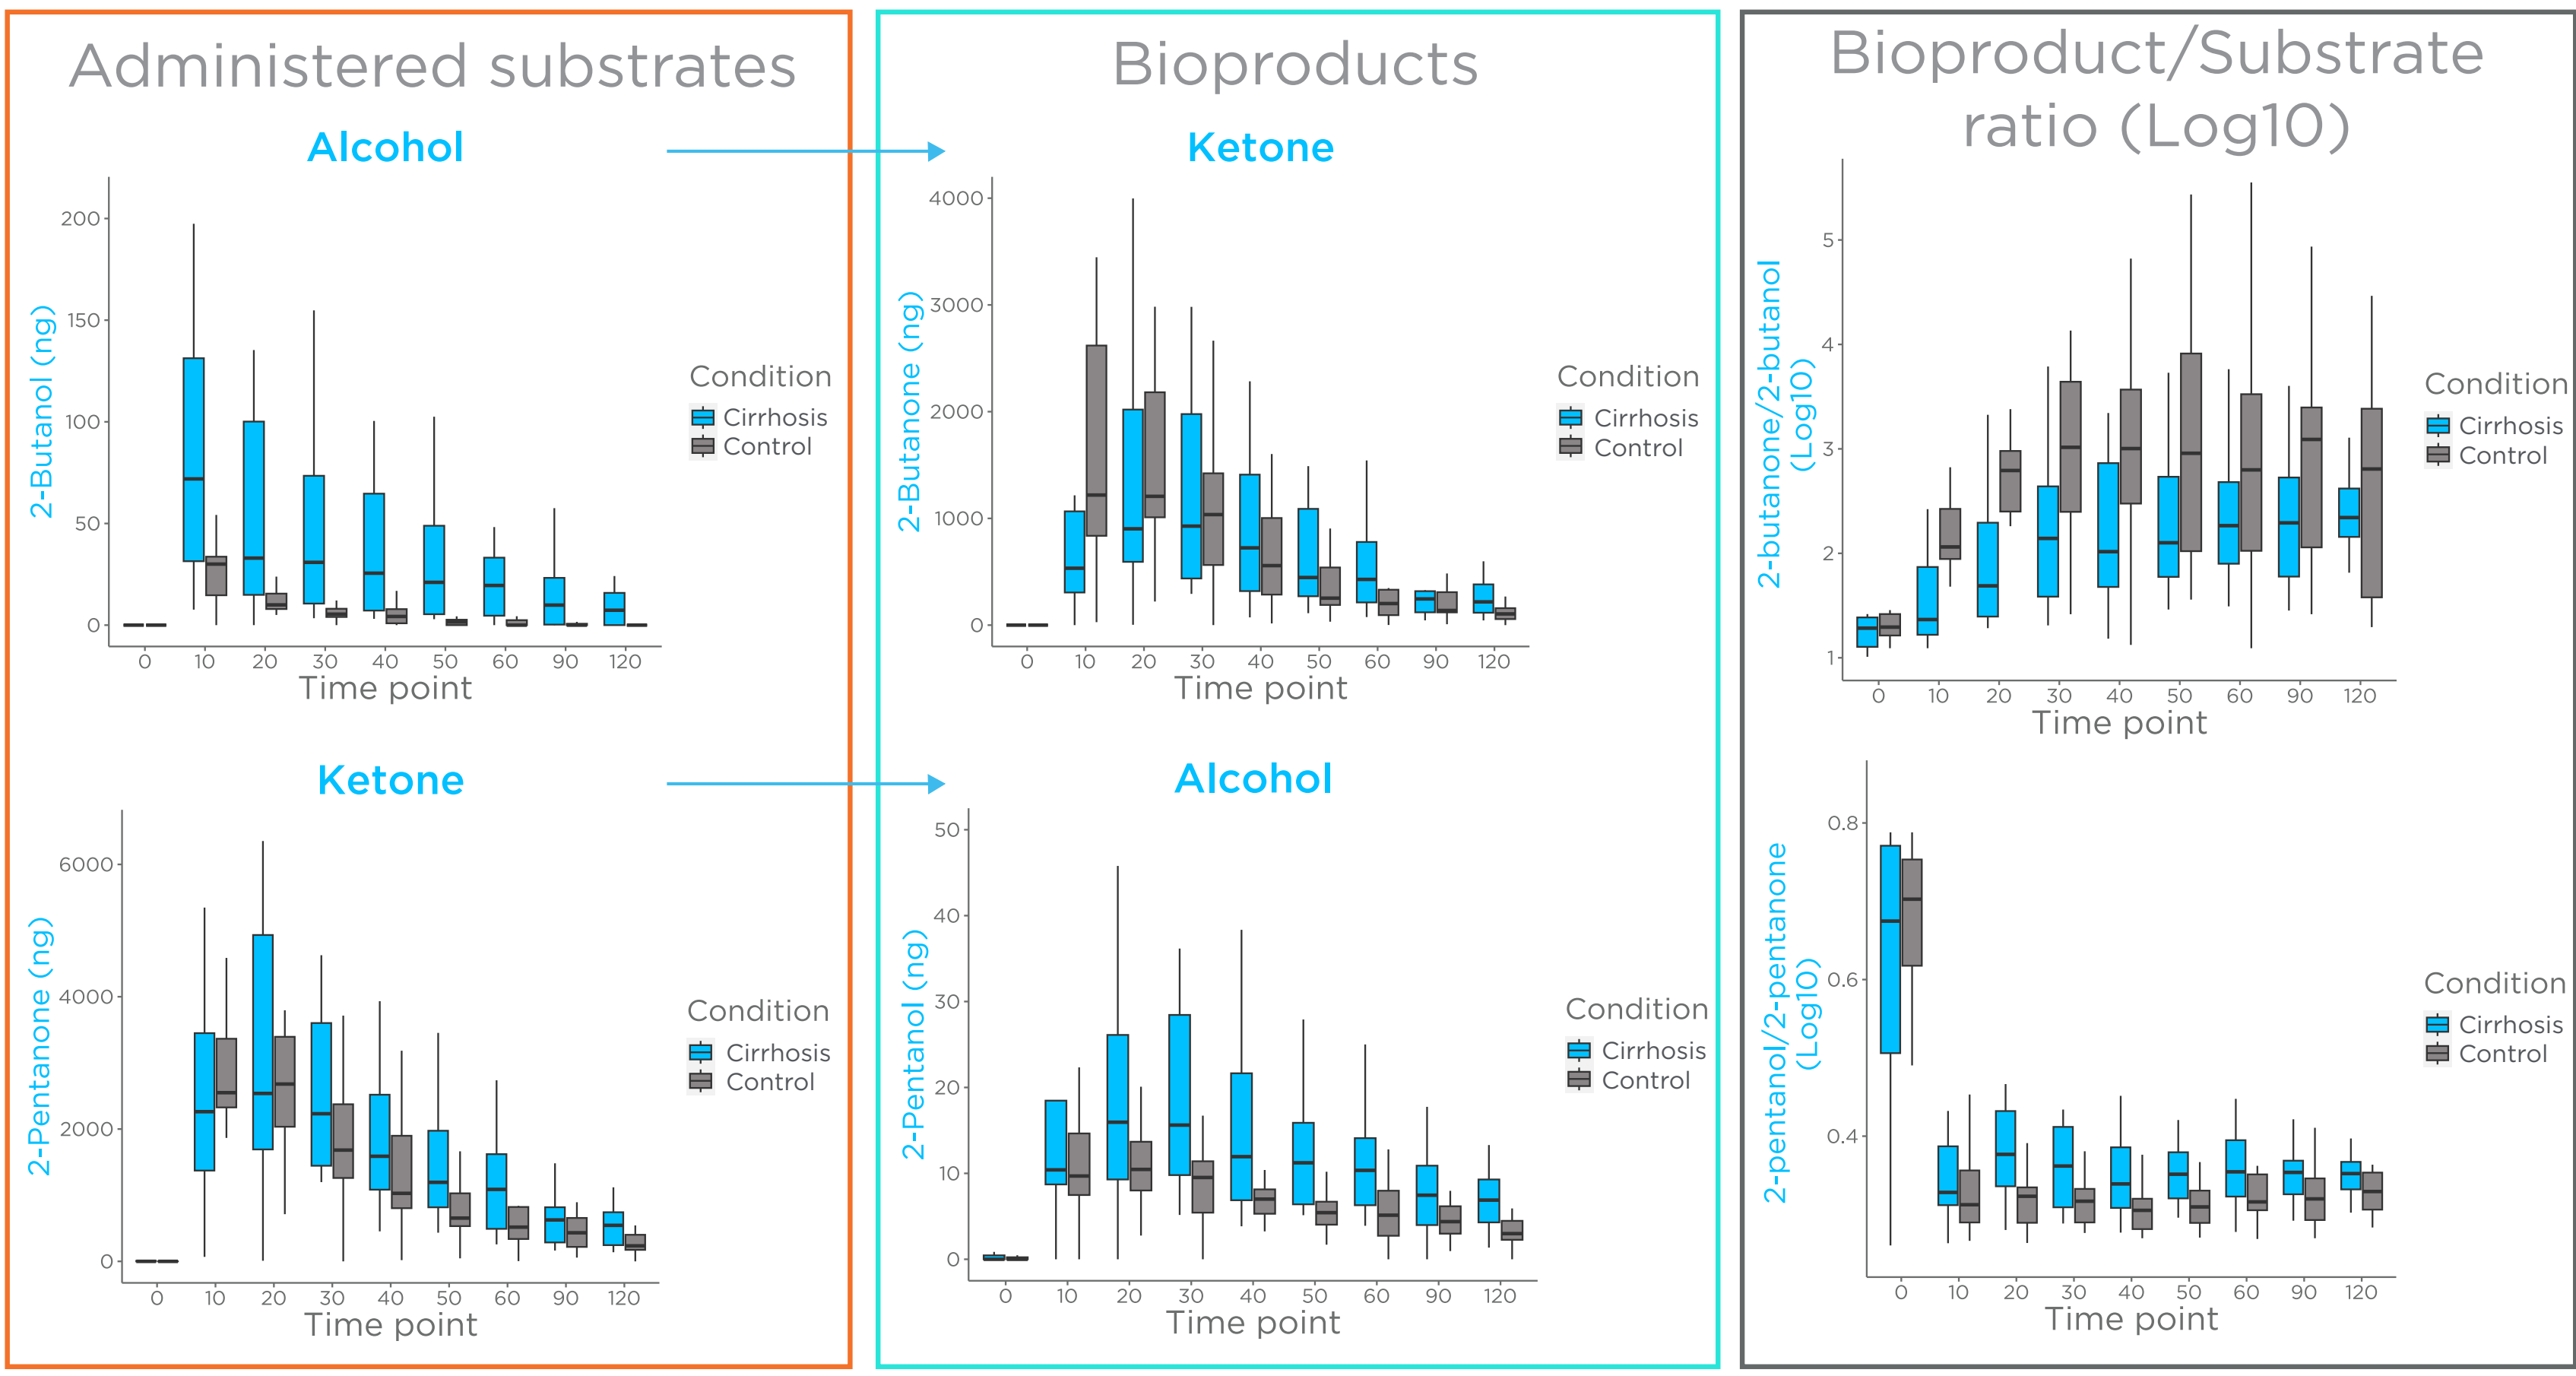 Administered substrates
Alcohol
2-Butanol (ng)
200
150
100
50
0
0 10 20 30 40 50 60 90 120
Time point
Condition
Cirrhosis
Control
Ketone
2-Pentanone (ng)
6000
4000
2000
0
0 10 20 30 40 50 60 90 120
Time point
Condition
Cirrhosis
Control
Bioproducts
Ketone
2-Butanone (ng)
4000
3000
2000
1000
0
0 10 20 30 40 50 60 90 120
Time point
Condition
Cirrhosis
Control
Alcohol
2-Pentanol (ng)
50
40
30
20
10
0
0 10 20 30 40 50 60 90 120
Time point
Condition
Cirrhosis
Control
Bioproduct/Substrate
ratio (Log10)
2-butanone/2-butanol
(Log10)
5
4
3
2
1
0 10 20 30 40 50 60 90 120
Time point
Condition
Cirrhosis
Control
2-pentanol/2-pentanone
(Log10)
0.8
0.6
0.4
0 10 20 30 40 50 60 90 120
Time point
Condition
Cirrhosis
Control